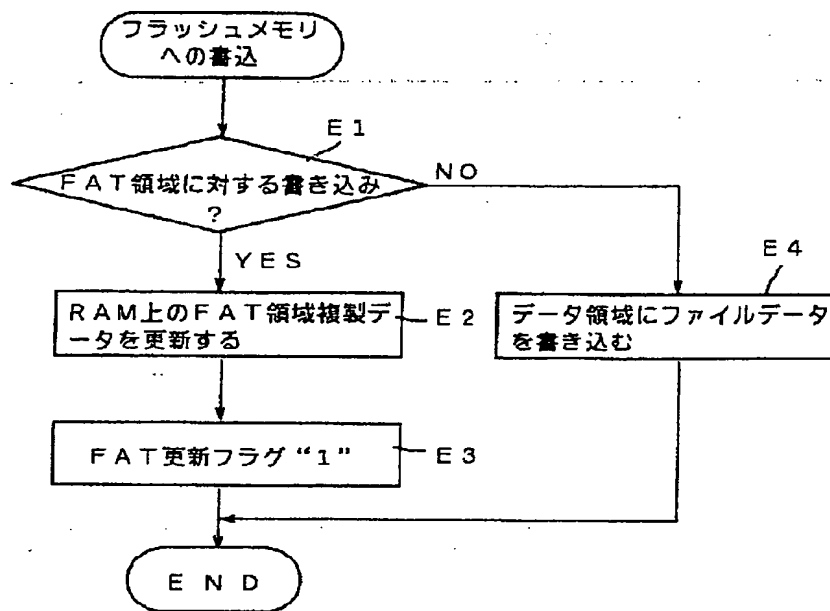 フラッシュメモリ
への書込
E1
FAT領域に対する書き込み
?
NO
YES
E4
RAM上のFAT領域複製デ
ータを更新する
E2
データ領域にファイルデータ
を書き込む
FAT更新フラグ“1”
E3
END